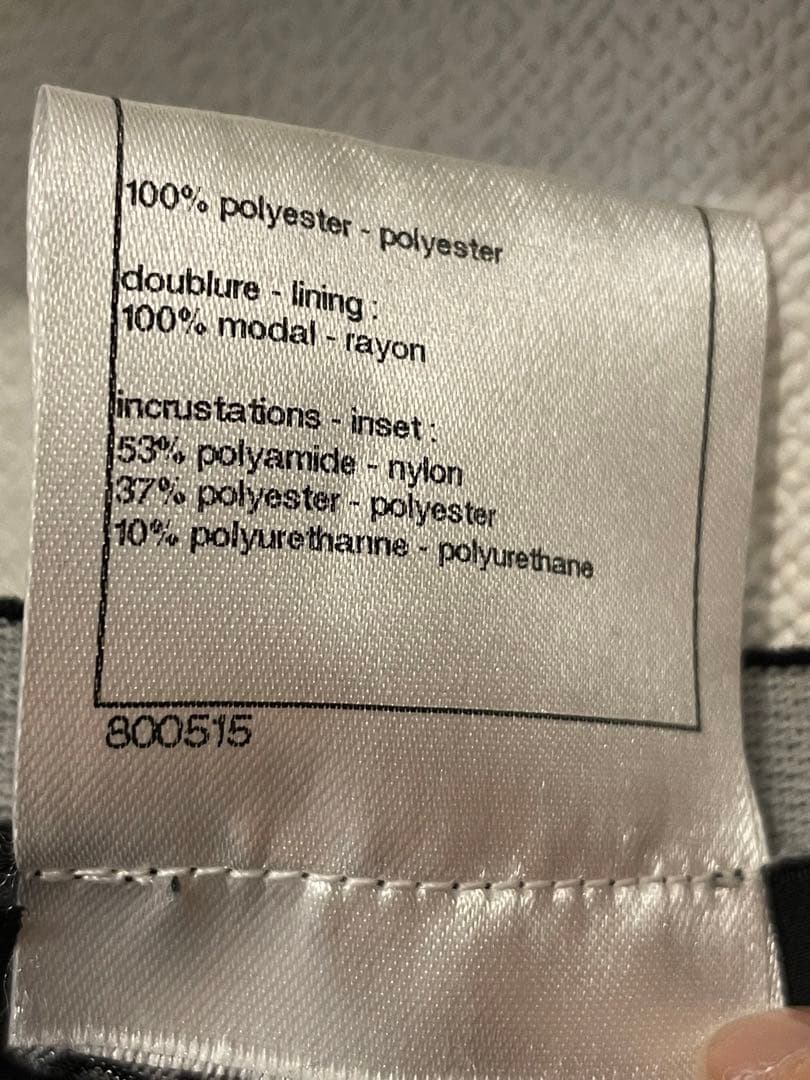 100% polyester - polyester
doublure - lining :
100% modal - rayon
incrustations - inset :
53% polyamide - nylon
37% polyester - polyester
10% polyurethanne - polyurethane
800515